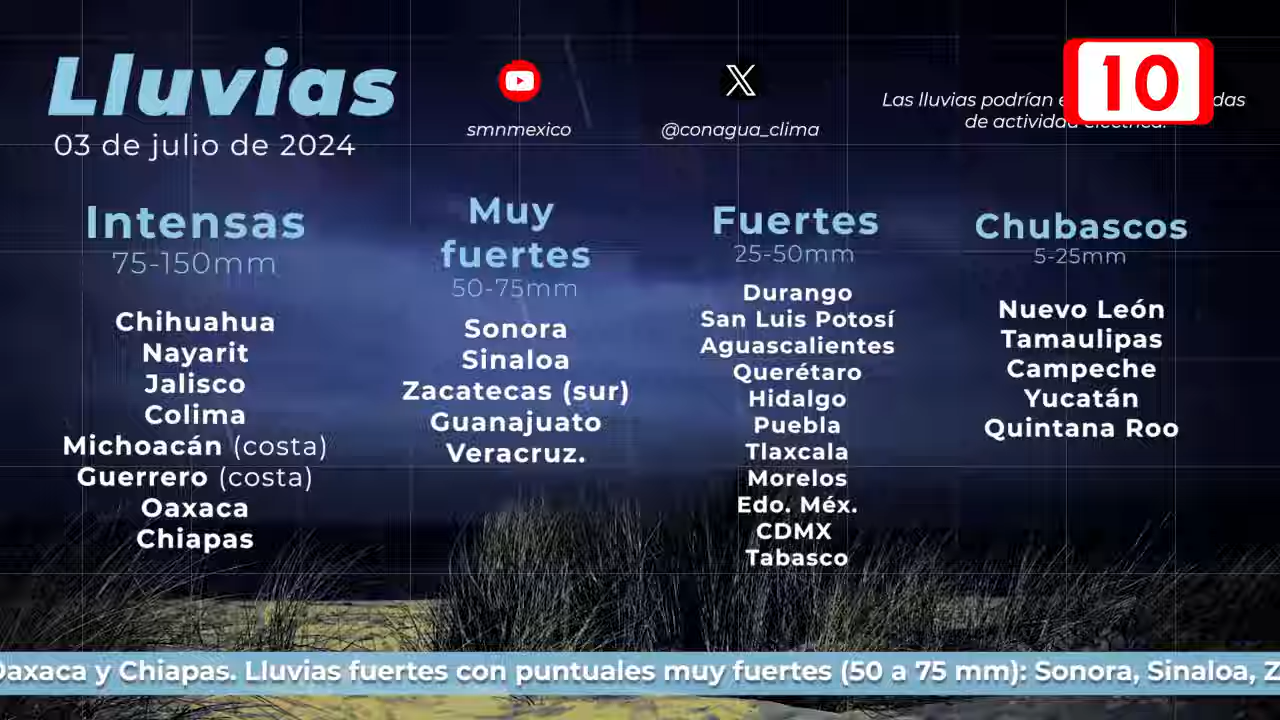 Lluvias
03 de julio de 2024
smnmexico
@conagua_clima
Las lluvias podrían
de actividad eléctrica.
10
Intensas
75-150mm
Chihuahua
Nayarit
Jalisco
Colima
Michoacán (costa)
Guerrero (costa)
Oaxaca
Chiapas
Muy
fuertes
50-75mm
Sonora
Sinaloa
Zacatecas (sur)
Guanajuato
Veracruz.
Fuertes
25-50mm
Durango
San Luis Potosí
Aguascalientes
Querétaro
Hidalgo
Puebla
Tlaxcala
Morelos
Edo. Méx.
CDMX
Tabasco
Chubascos
5-25mm
Nuevo León
Tamaulipas
Campeche
Yucatán
Quintana Roo
Oaxaca y Chiapas. Lluvias fuertes con puntuales muy fuertes (50 a 75 mm): Sonora, Sinaloa, Z